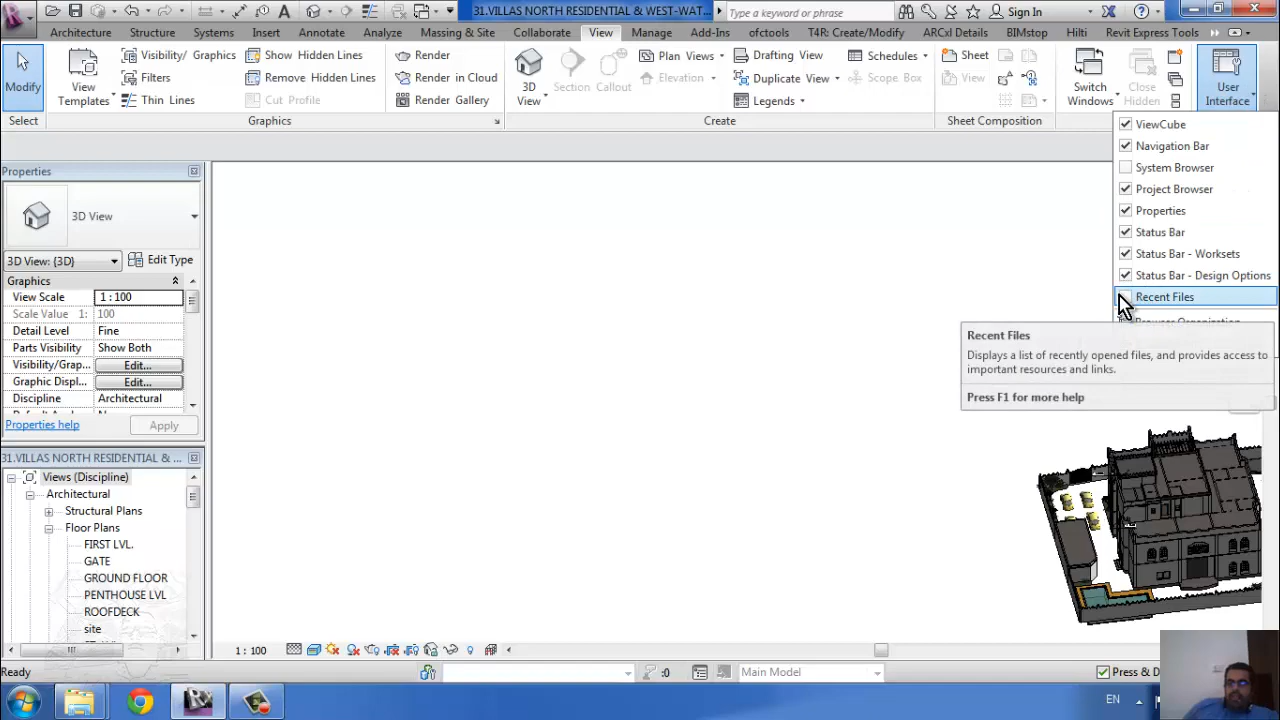 31.VILLAS NORTH RESIDENTIAL & WEST-WAT...
Type a keyword or phrase
Sign In
Architecture Structure Systems Insert Annotate Analyze Massing & Site Collaborate View Manage Add-Ins ofctools T4R: Create/Modify ARCxl Details BIMstop Hilti Revit Express Tools
Modify
View Templates
Visibility/ Graphics
Filters
Thin Lines
Show Hidden Lines
Remove Hidden Lines
Cut Profile
Render
Render in Cloud
Render Gallery
3D View
Section
Callout
Plan Views
Elevation
Drafting View
Duplicate View
Legends
Schedules
Scope Box
Sheet
View
Switch Windows
Close Hidden
User Interface
Select Graphics Create Sheet Composition
ViewCube
Navigation Bar
System Browser
Project Browser
Properties
Status Bar
Status Bar - Worksets
Status Bar - Design Options
Recent Files
Browser Organization
Recent Files
Displays a list of recently opened files, and provides access to
important resources and links.
Press F1 for more help
Properties
3D View
3D View: {3D} Edit Type
Graphics
View Scale 1 : 100
Scale Value 1: 100
Detail Level Fine
Parts Visibility Show Both
Visibility/Grap... Edit...
Graphic Displ... Edit...
Discipline Architectural
Properties help Apply
31.VILLAS NORTH RESIDENTIAL & ...
Views (Discipline)
Architectural
Structural Plans
Floor Plans
FIRST LVL.
GATE
GROUND FLOOR
PENTHOUSE LVL
ROOFDECK
site
1 : 100
Ready
:0
Main Model
Press & D
EN